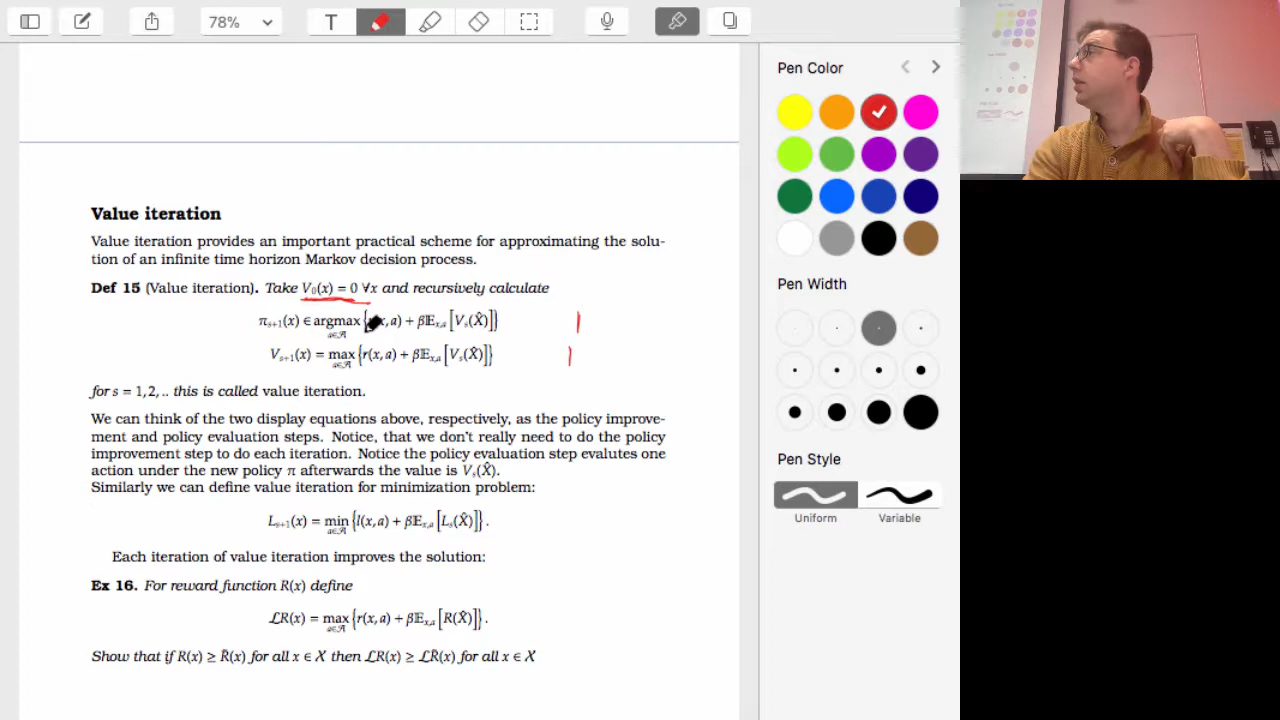 78%
T
Value iteration
Value iteration provides an important practical scheme for approximating the solu-
tion of an infinite time horizon Markov decision process.
Def 15 (Value iteration). Take V₀(x) = 0 ∀x and recursively calculate
πₛ₊₁(x) ∈ argmax {r(x, a) + β𝔼ₓ,ₐ [Vₛ(X̂)]}
a∈𝒜
Vₛ₊₁(x) = max {r(x, a) + β𝔼ₓ,ₐ [Vₛ(X̂)]}
a∈𝒜
for s = 1, 2, .. this is called value iteration.
We can think of the two display equations above, respectively, as the policy improve-
ment and policy evaluation steps. Notice, that we don't really need to do the policy
improvement step to do each iteration. Notice the policy evaluation step evalutes one
action under the new policy π afterwards the value is Vₛ(X̂).
Similarly we can define value iteration for minimization problem:
Lₛ₊₁(x) = min {l(x, a) + β𝔼ₓ,ₐ [Lₛ(X̂)]} .
a∈𝒜
Each iteration of value iteration improves the solution:
Ex 16. For reward function R(x) define
ℒR(x) = max {r(x, a) + β𝔼ₓ,ₐ [R(X̂)]} .
a∈𝒜
Show that if R(x) ≥ R̃(x) for all x ∈ 𝒳 then ℒR(x) ≥ ℒR̃(x) for all x ∈ 𝒳
Pen Color
Pen Width
Pen Style
Uniform
Variable